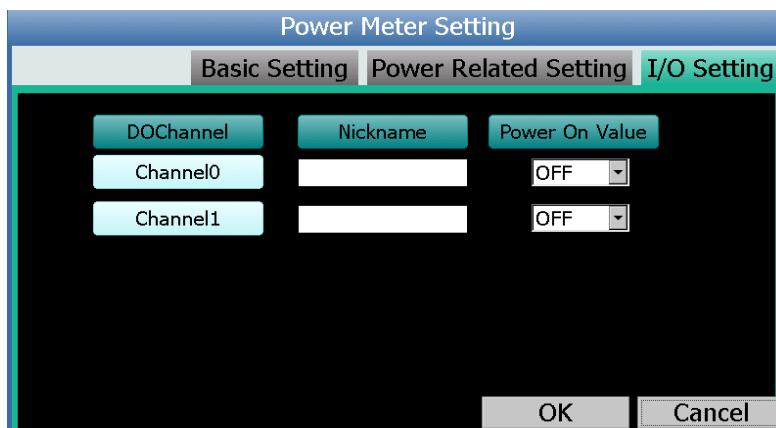 Power Meter Setting
Basic Setting Power Related Setting I/O Setting
DOChannel Nickname Power On Value
Channel0 OFF
Channel1 OFF
OK Cancel